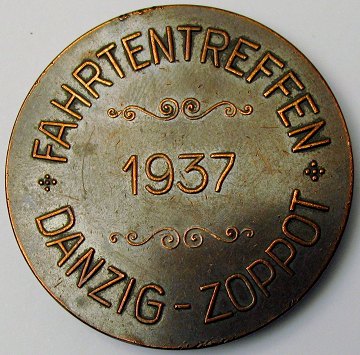 FAHRTENTREFFEN
1937
DANZIG - ZOPPOT